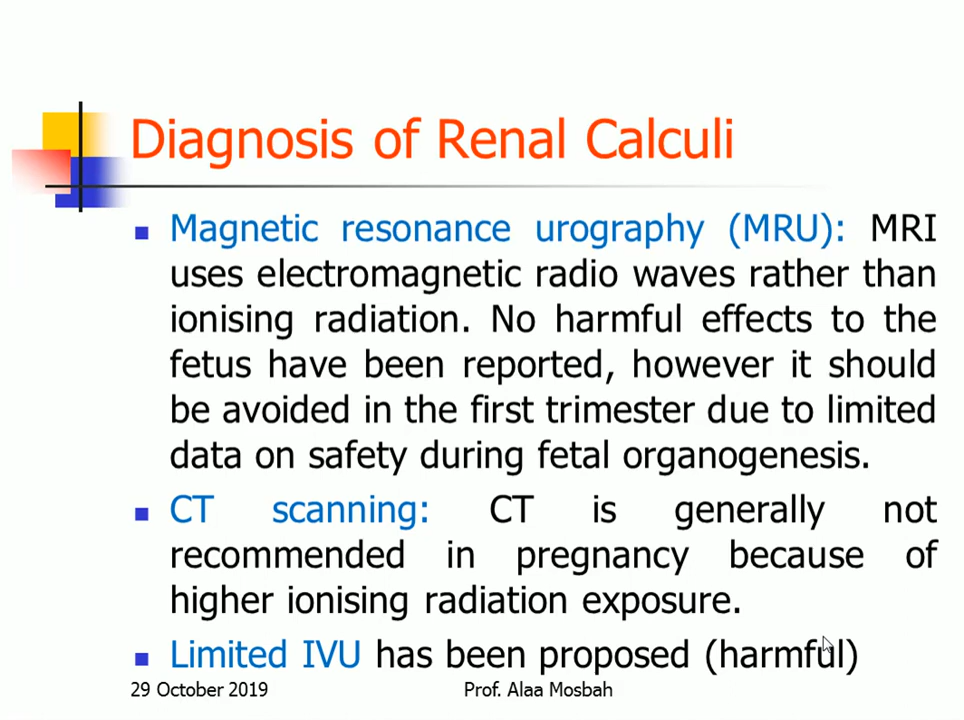 Diagnosis of Renal Calculi
Magnetic resonance urography (MRU): MRI
uses electromagnetic radio waves rather than
ionising radiation. No harmful effects to the
fetus have been reported, however it should
be avoided in the first trimester due to limited
data on safety during fetal organogenesis.
CT scanning: CT is generally not
recommended in pregnancy because of
higher ionising radiation exposure.
Limited IVU has been proposed (harmful)
29 October 2019 Prof. Alaa Mosbah